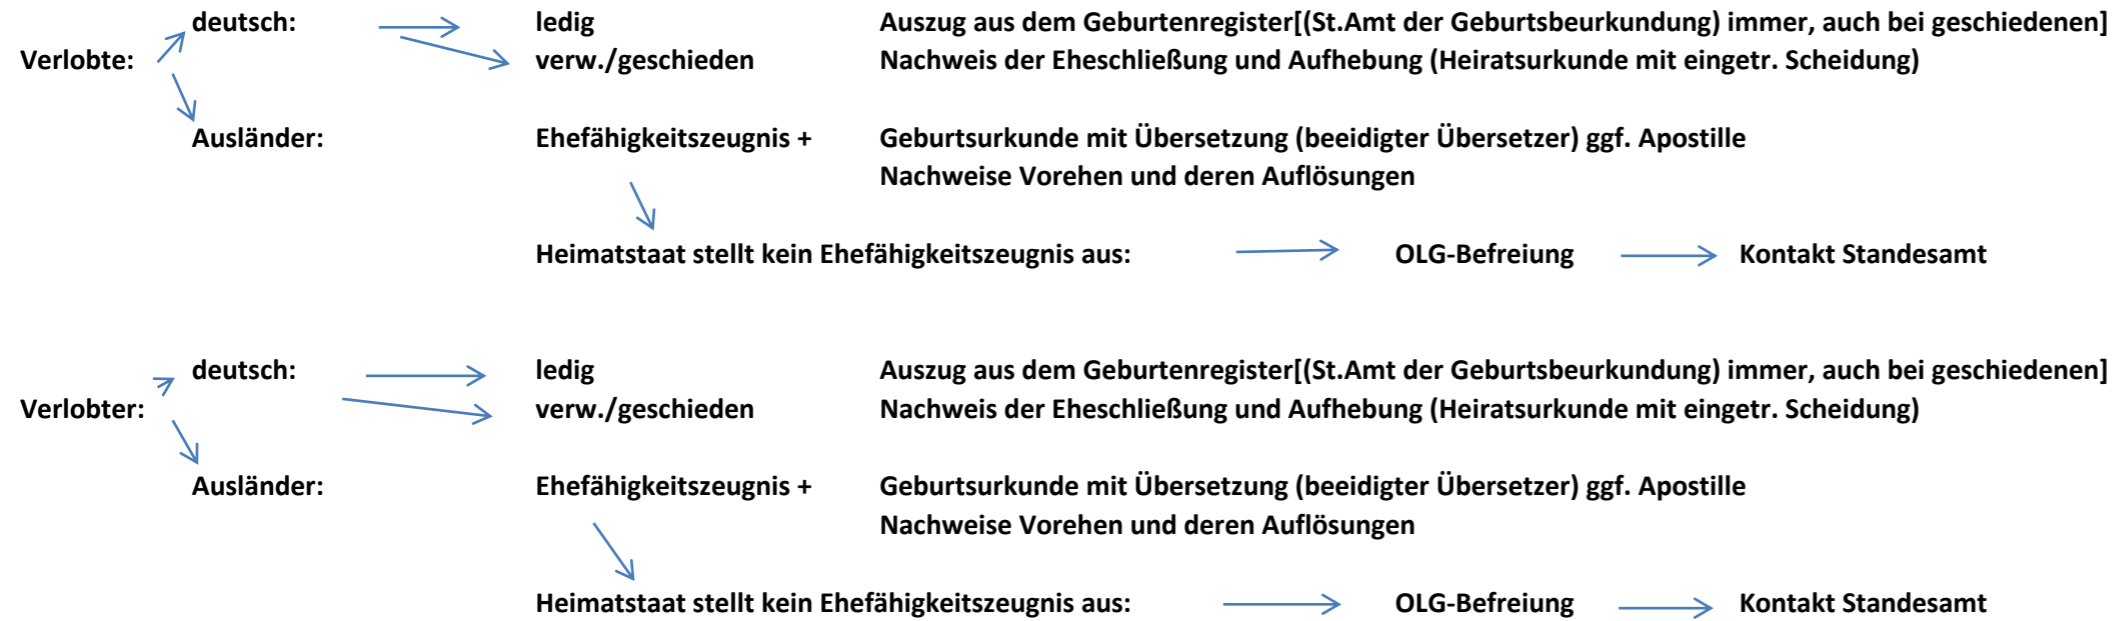 deutsch: ledig Auszug aus dem Geburtenregister[(St.Amt der Geburtsbeurkundung) immer, auch bei geschiedenen]
Verlobte: verw./geschieden Nachweis der Eheschließung und Aufhebung (Heiratsurkunde mit eingetr. Scheidung)
Ausländer: Ehefähigkeitszeugnis + Geburtsurkunde mit Übersetzung (beeidigter Übersetzer) ggf. Apostille
Nachweise Vorehen und deren Auflösungen
Heimatstaat stellt kein Ehefähigkeitszeugnis aus: OLG-Befreiung Kontakt Standesamt
deutsch: ledig Auszug aus dem Geburtenregister[(St.Amt der Geburtsbeurkundung) immer, auch bei geschiedenen]
Verlobter: verw./geschieden Nachweis der Eheschließung und Aufhebung (Heiratsurkunde mit eingetr. Scheidung)
Ausländer: Ehefähigkeitszeugnis + Geburtsurkunde mit Übersetzung (beeidigter Übersetzer) ggf. Apostille
Nachweise Vorehen und deren Auflösungen
Heimatstaat stellt kein Ehefähigkeitszeugnis aus: OLG-Befreiung Kontakt Standesamt